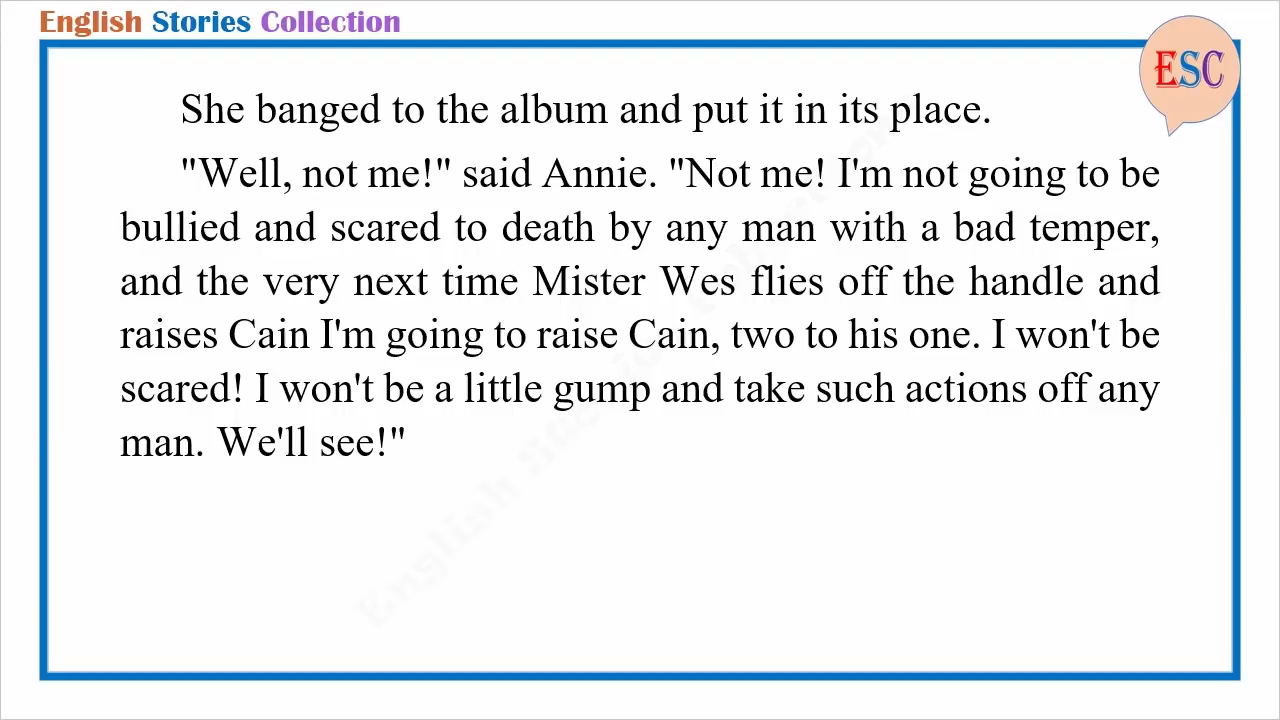 English Stories Collection
ESC
She banged to the album and put it in its place.
"Well, not me!" said Annie. "Not me! I'm not going to be
bullied and scared to death by any man with a bad temper,
and the very next time Mister Wes flies off the handle and
raises Cain I'm going to raise Cain, two to his one. I won't be
scared! I won't be a little gump and take such actions off any
man. We'll see!"
English Stories Collection